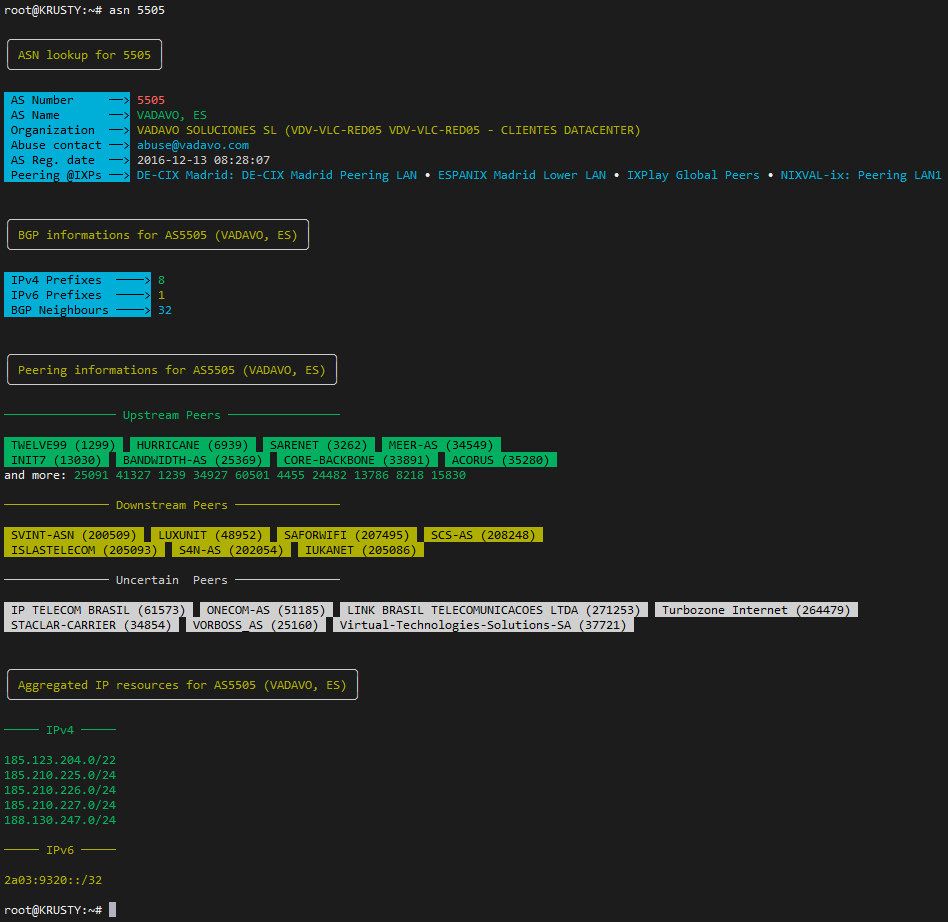 root@KRUSTY:~# asn 5505
ASN lookup for 5505
AS Number ──> 5505
AS Name ──> VADAVO, ES
Organization ──> VADAVO SOLUCIONES SL (VDV-VLC-RED05 VDV-VLC-RED05 - CLIENTES DATACENTER)
Abuse contact ──> abuse@vadavo.com
AS Reg. date ──> 2016-12-13 08:28:07
Peering @IXPs ──> DE-CIX Madrid: DE-CIX Madrid Peering LAN • ESPANIX Madrid Lower LAN • IXPlay Global Peers • NIXVAL-ix: Peering LAN1
BGP informations for AS5505 (VADAVO, ES)
IPv4 Prefixes ────> 8
IPv6 Prefixes ────> 1
BGP Neighbours ────> 32
Peering informations for AS5505 (VADAVO, ES)
──────────────── Upstream Peers ────────────────
TWELVE99 (1299) HURRICANE (6939) SARENET (3262) MEER-AS (34549)
INIT7 (13030) BANDWIDTH-AS (25369) CORE-BACKBONE (33891) ACORUS (35280)
and more: 25091 41327 1239 34927 60501 4455 24482 13786 8218 15830
─────────────── Downstream Peers ───────────────
SVINT-ASN (200509) LUXUNIT (48952) SAFORWIFI (207495) SCS-AS (208248)
ISLASTELECOM (205093) S4N-AS (202054) IUKANET (205086)
─────────────── Uncertain  Peers ───────────────
IP TELECOM BRASIL (61573) ONECOM-AS (51185) LINK BRASIL TELECOMUNICACOES LTDA (271253) Turbozone Internet (264479)
STACLAR-CARRIER (34854) VORBOSS_AS (25160) Virtual-Technologies-Solutions-SA (37721)
Aggregated IP resources for AS5505 (VADAVO, ES)
───── IPv4 ─────
185.123.204.0/22
185.210.225.0/24
185.210.226.0/24
185.210.227.0/24
188.130.247.0/24
───── IPv6 ─────
2a03:9320::/32
root@KRUSTY:~#